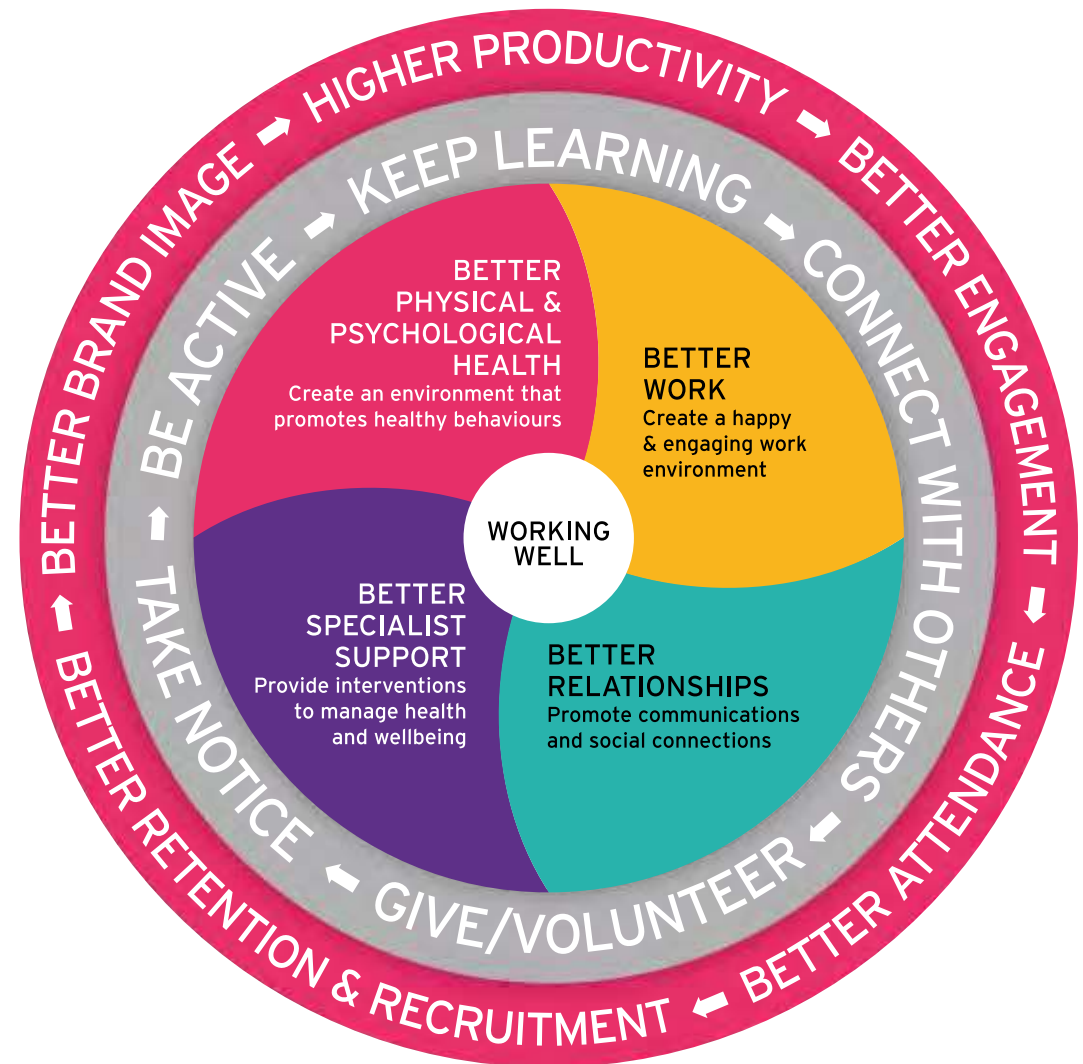 HIGHER PRODUCTIVITY
BETTER ENGAGEMENT
BETTER ATTENDANCE
BETTER RETENTION & RECRUITMENT
BETTER BRAND IMAGE
KEEP LEARNING
CONNECT WITH OTHERS
GIVE/VOLUNTEER
TAKE NOTICE
BE ACTIVE
BETTER
PHYSICAL &
PSYCHOLOGICAL
HEALTH
Create an environment that
promotes healthy behaviours
BETTER
WORK
Create a happy
& engaging work
environment
WORKING
WELL
BETTER
SPECIALIST
SUPPORT
Provide interventions
to manage health
and wellbeing
BETTER
RELATIONSHIPS
Promote communications
and social connections